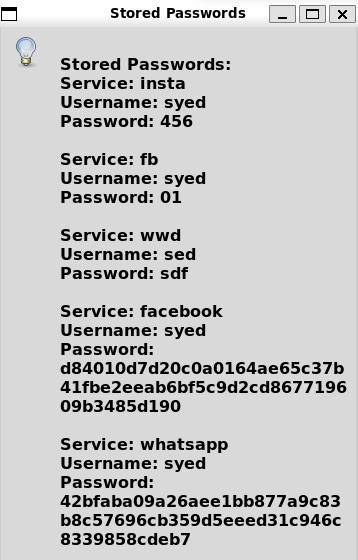 Stored Passwords
Stored Passwords:
Service: insta
Username: syed
Password: 456
Service: fb
Username: syed
Password: 01
Service: wwd
Username: sed
Password: sdf
Service: facebook
Username: syed
Password:
d84010d7d20c0a0164ae65c37b
41fbe2eeab6bf5c9d2cd8677196
09b3485d190
Service: whatsapp
Username: syed
Password:
42bfaba09a26aee1bb877a9c83
b8c57696cb359d5eeed31c946c
8339858cdeb7